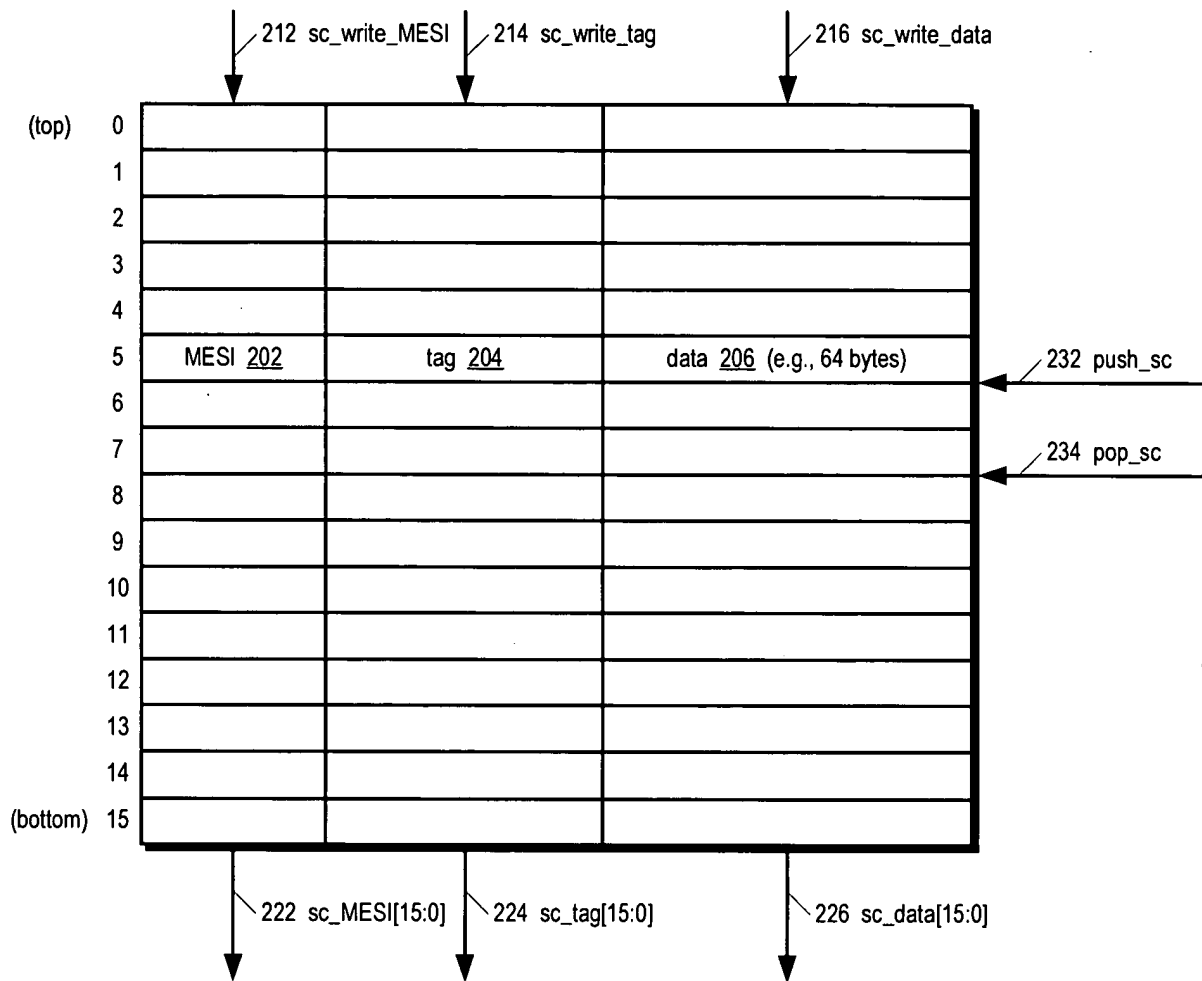 212 sc_write_MESI
214 sc_write_tag
216 sc_write_data
(top) 0
1
2
3
4
5 MESI 202 tag 204 data 206 (e.g., 64 bytes)
232 push_sc
6
7
234 pop_sc
8
9
10
11
12
13
14
(bottom) 15
222 sc_MESI[15:0]
224 sc_tag[15:0]
226 sc_data[15:0]